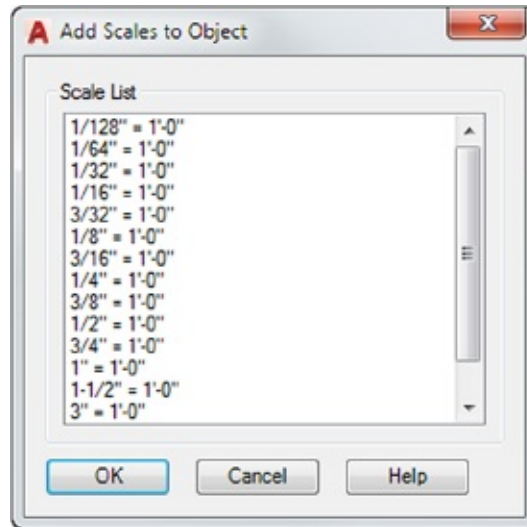 Add Scales to Object
Scale List
1/128" = 1'-0"
1/64" = 1'-0"
1/32" = 1'-0"
1/16" = 1'-0"
3/32" = 1'-0"
1/8" = 1'-0"
3/16" = 1'-0"
1/4" = 1'-0"
3/8" = 1'-0"
1/2" = 1'-0"
3/4" = 1'-0"
1" = 1'-0"
1-1/2" = 1'-0"
3" = 1'-0"
OK Cancel Help